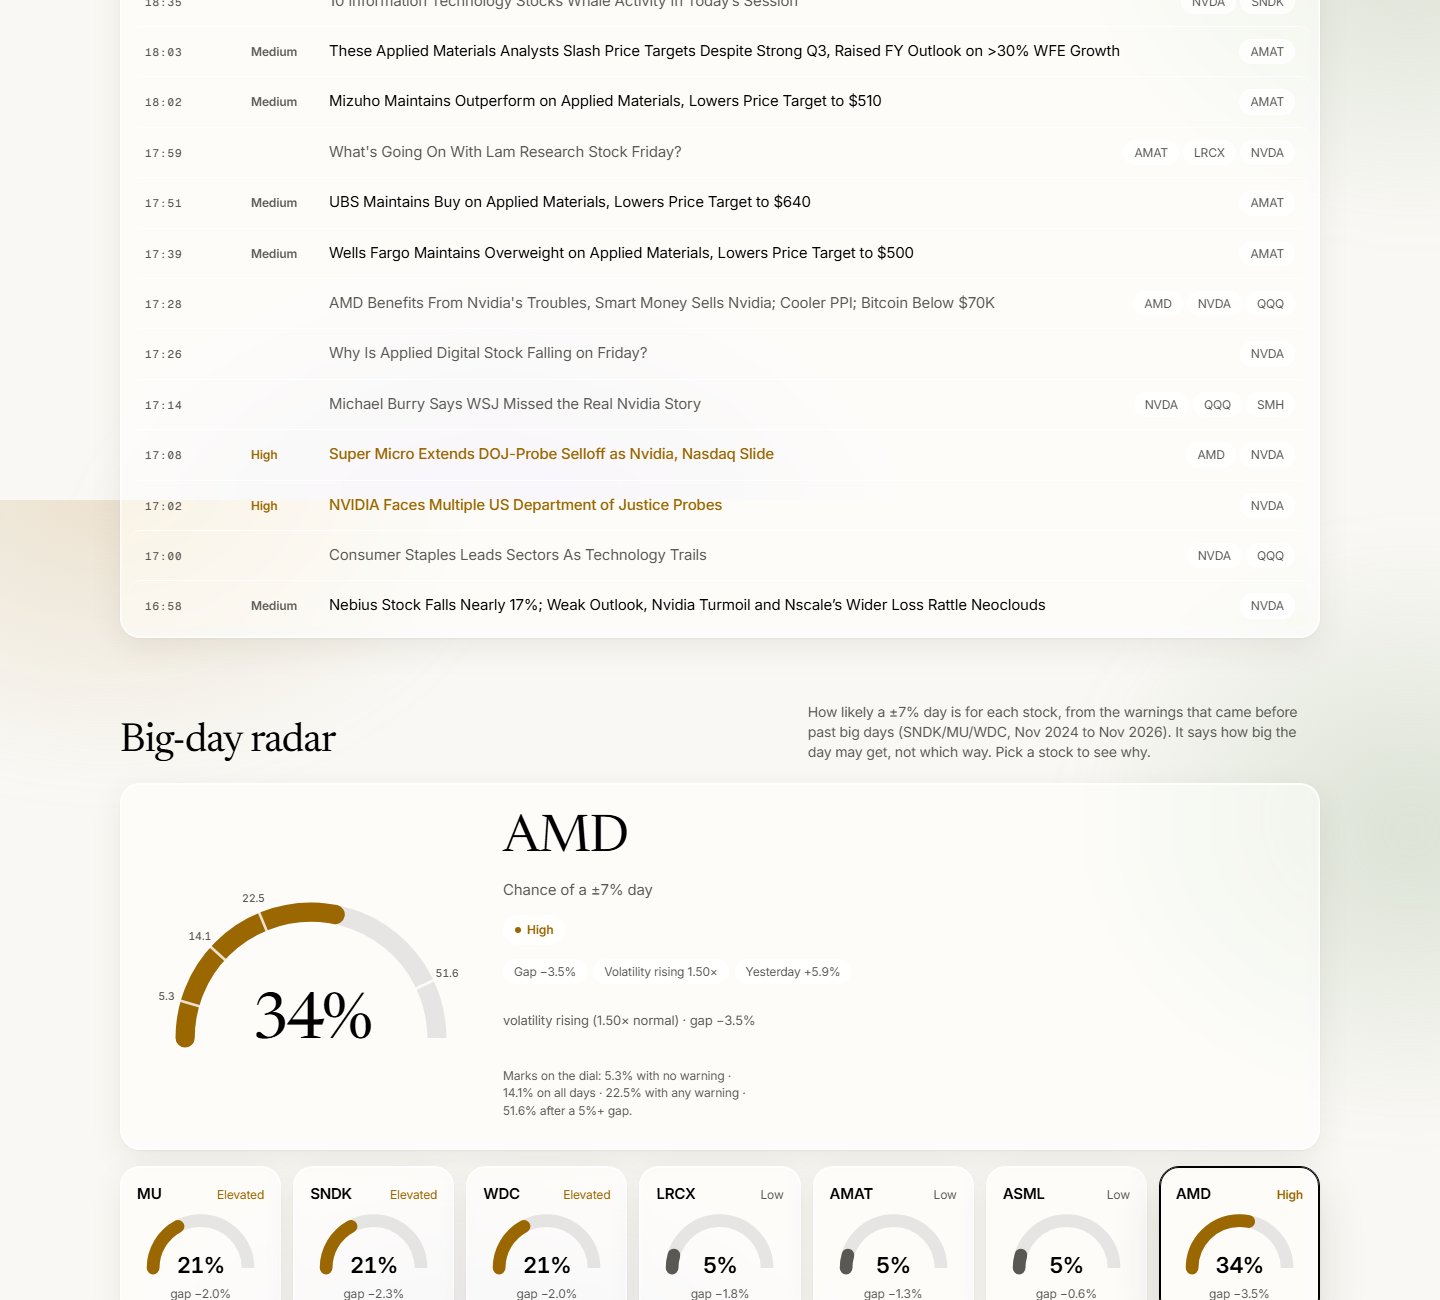 18:35 10 Information Technology Stocks Whale Activity In Today's Session NVDA SNDK
18:03 Medium These Applied Materials Analysts Slash Price Targets Despite Strong Q3, Raised FY Outlook on >30% WFE Growth AMAT
18:02 Medium Mizuho Maintains Outperform on Applied Materials, Lowers Price Target to $510 AMAT
17:59 What's Going On With Lam Research Stock Friday? AMAT LRCX NVDA
17:51 Medium UBS Maintains Buy on Applied Materials, Lowers Price Target to $640 AMAT
17:39 Medium Wells Fargo Maintains Overweight on Applied Materials, Lowers Price Target to $500 AMAT
17:28 AMD Benefits From Nvidia's Troubles, Smart Money Sells Nvidia; Cooler PPI; Bitcoin Below $70K AMD NVDA QQQ
17:26 Why Is Applied Digital Stock Falling on Friday? NVDA
17:14 Michael Burry Says WSJ Missed the Real Nvidia Story NVDA QQQ SMH
17:08 High Super Micro Extends DOJ-Probe Selloff as Nvidia, Nasdaq Slide AMD NVDA
17:02 High NVIDIA Faces Multiple US Department of Justice Probes NVDA
17:00 Consumer Staples Leads Sectors As Technology Trails NVDA QQQ
16:58 Medium Nebius Stock Falls Nearly 17%; Weak Outlook, Nvidia Turmoil and Nscale’s Wider Loss Rattle Neoclouds NVDA
Big-day radar
How likely a ±7% day is for each stock, from the warnings that came before
past big days (SNDK/MU/WDC, Nov 2024 to Nov 2026). It says how big the
day may get, not which way. Pick a stock to see why.
AMD
Chance of a ±7% day
High
Gap −3.5% Volatility rising 1.50× Yesterday +5.9%
volatility rising (1.50× normal) · gap −3.5%
Marks on the dial: 5.3% with no warning ·
14.1% on all days · 22.5% with any warning ·
51.6% after a 5%+ gap.
5.3
14.1
22.5
51.6
34%
MU Elevated
21%
gap −2.0%
SNDK Elevated
21%
gap −2.3%
WDC Elevated
21%
gap −2.0%
LRCX Low
5%
gap −1.8%
AMAT Low
5%
gap −1.3%
ASML Low
5%
gap −0.6%
AMD High
34%
gap −3.5%